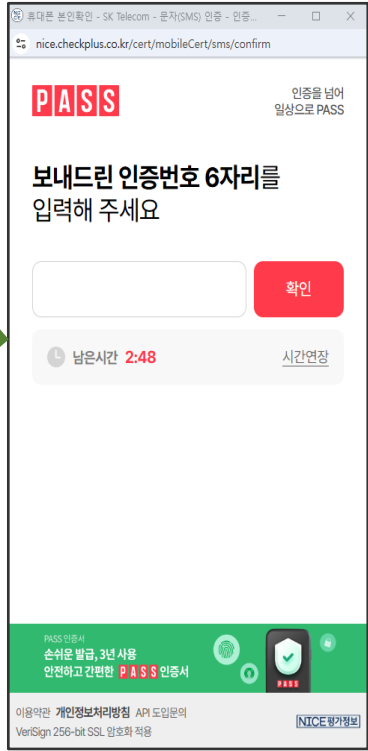 휴대폰 본인확인 - SK Telecom - 문자(SMS) 인증 - 인증...
nice.checkplus.co.kr/cert/mobileCert/sms/confirm
PASS
인증을 넘어
일상으로 PASS
보내드린 인증번호 6자리를
입력해 주세요
확인
남은시간 2:48
시간연장
PASS 인증서
손쉬운 발급, 3년 사용
안전하고 간편한 PASS 인증서
PASS
이용약관 개인정보처리방침 API 도입문의
VeriSign 256-bit SSL 암호화 적용
NICE평가정보